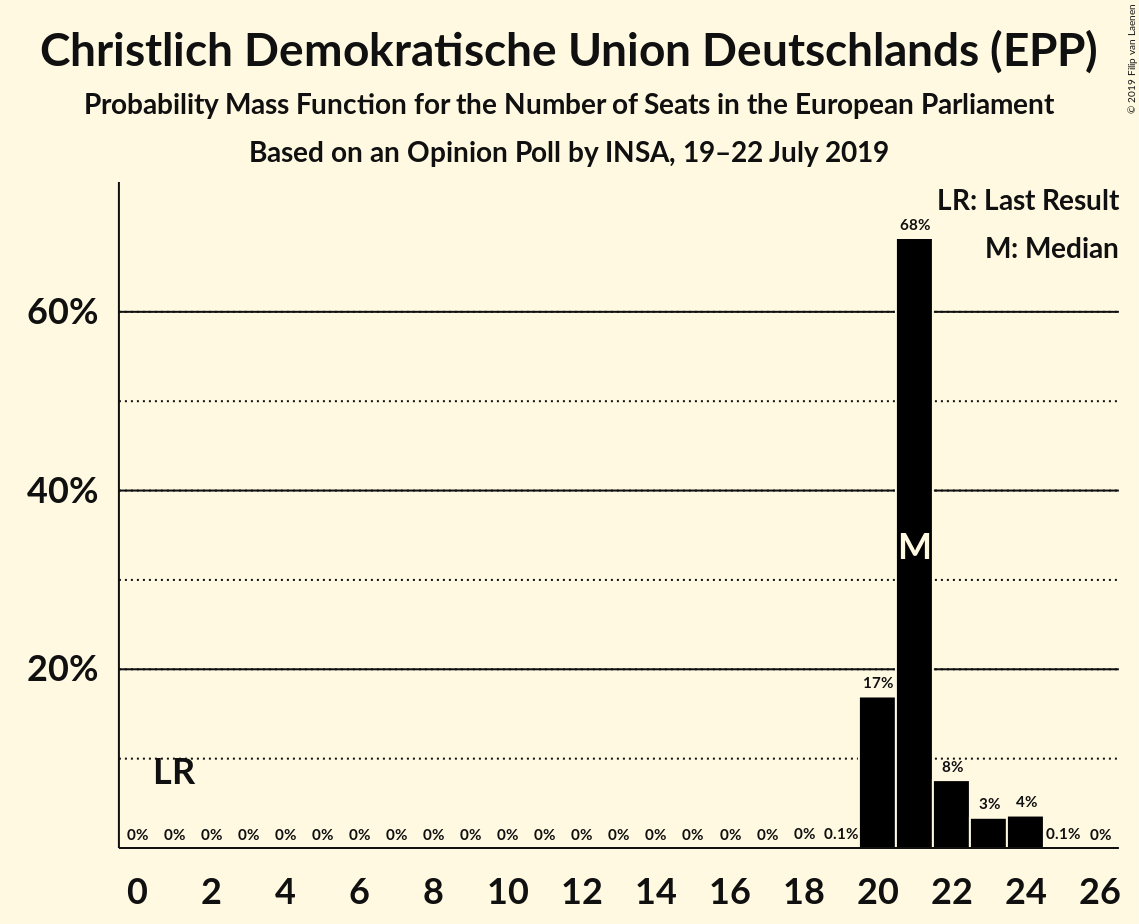 Christlich Demokratische Union Deutschlands (EPP)
Probability Mass Function for the Number of Seats in the European Parliament
Based on an Opinion Poll by INSA, 19–22 July 2019
© 2019 Filip van Laenen
LR: Last Result
M: Median
68%
60%
40%
M
20%
17%
LR
8%
3%
4%
0% 0% 0% 0% 0% 0% 0% 0% 0% 0% 0% 0% 0% 0% 0% 0% 0% 0% 0% 0.1% 0.1% 0%
0 2 4 6 8 10 12 14 16 18 20 22 24 26